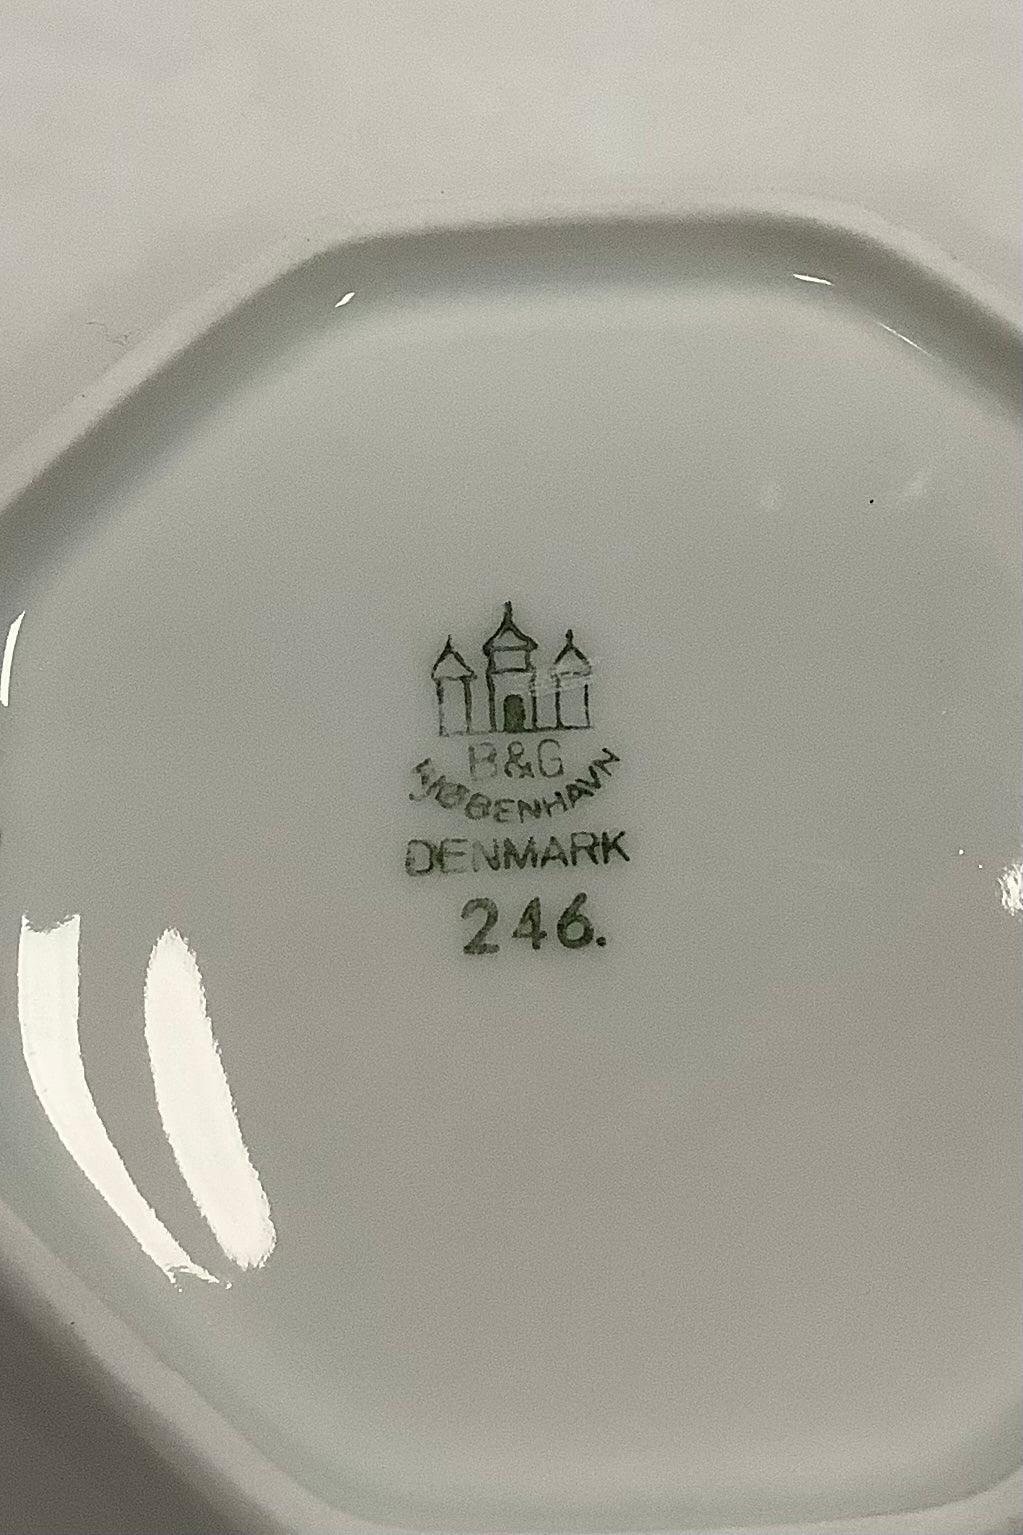 B&G
KJØBENHAVN
DENMARK
246.